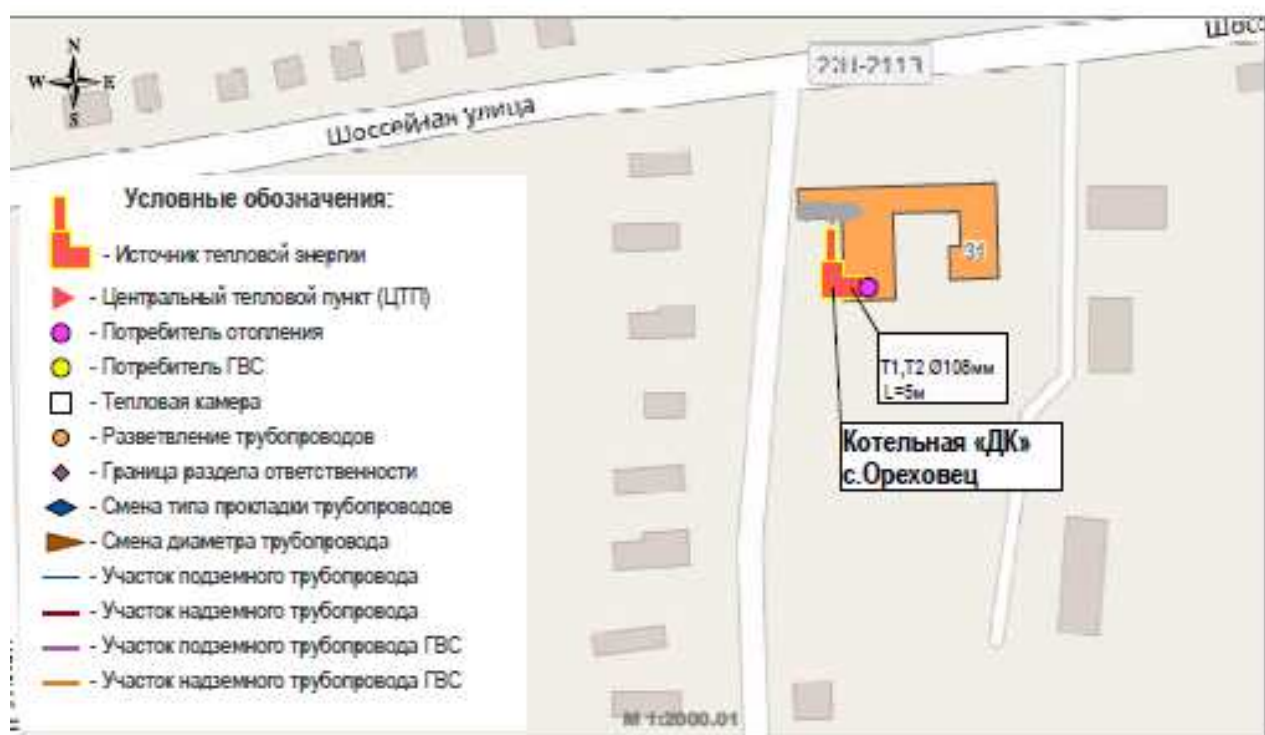 N
Шосс
W
E
22Н-2113
S
Шоссейная улица
Условные обозначения:
- Источник тепловой энергии
- Центральный тепловой пункт (ЦТП)
- Потребитель отопления
- Потребитель ГВС
- Тепловая камера
- Разветвление трубопроводов
- Граница раздела ответственности
- Смена типа прокладки трубопроводов
- Смена диаметра трубопровода
- Участок подземного трубопровода
- Участок надземного трубопровода
- Участок подземного трубопровода ГВС
- Участок надземного трубопровода ГВС
31
Т1,Т2 Ø108мм
L=5м
Котельная «ДК»
с.Ореховец
М 1:2000.01